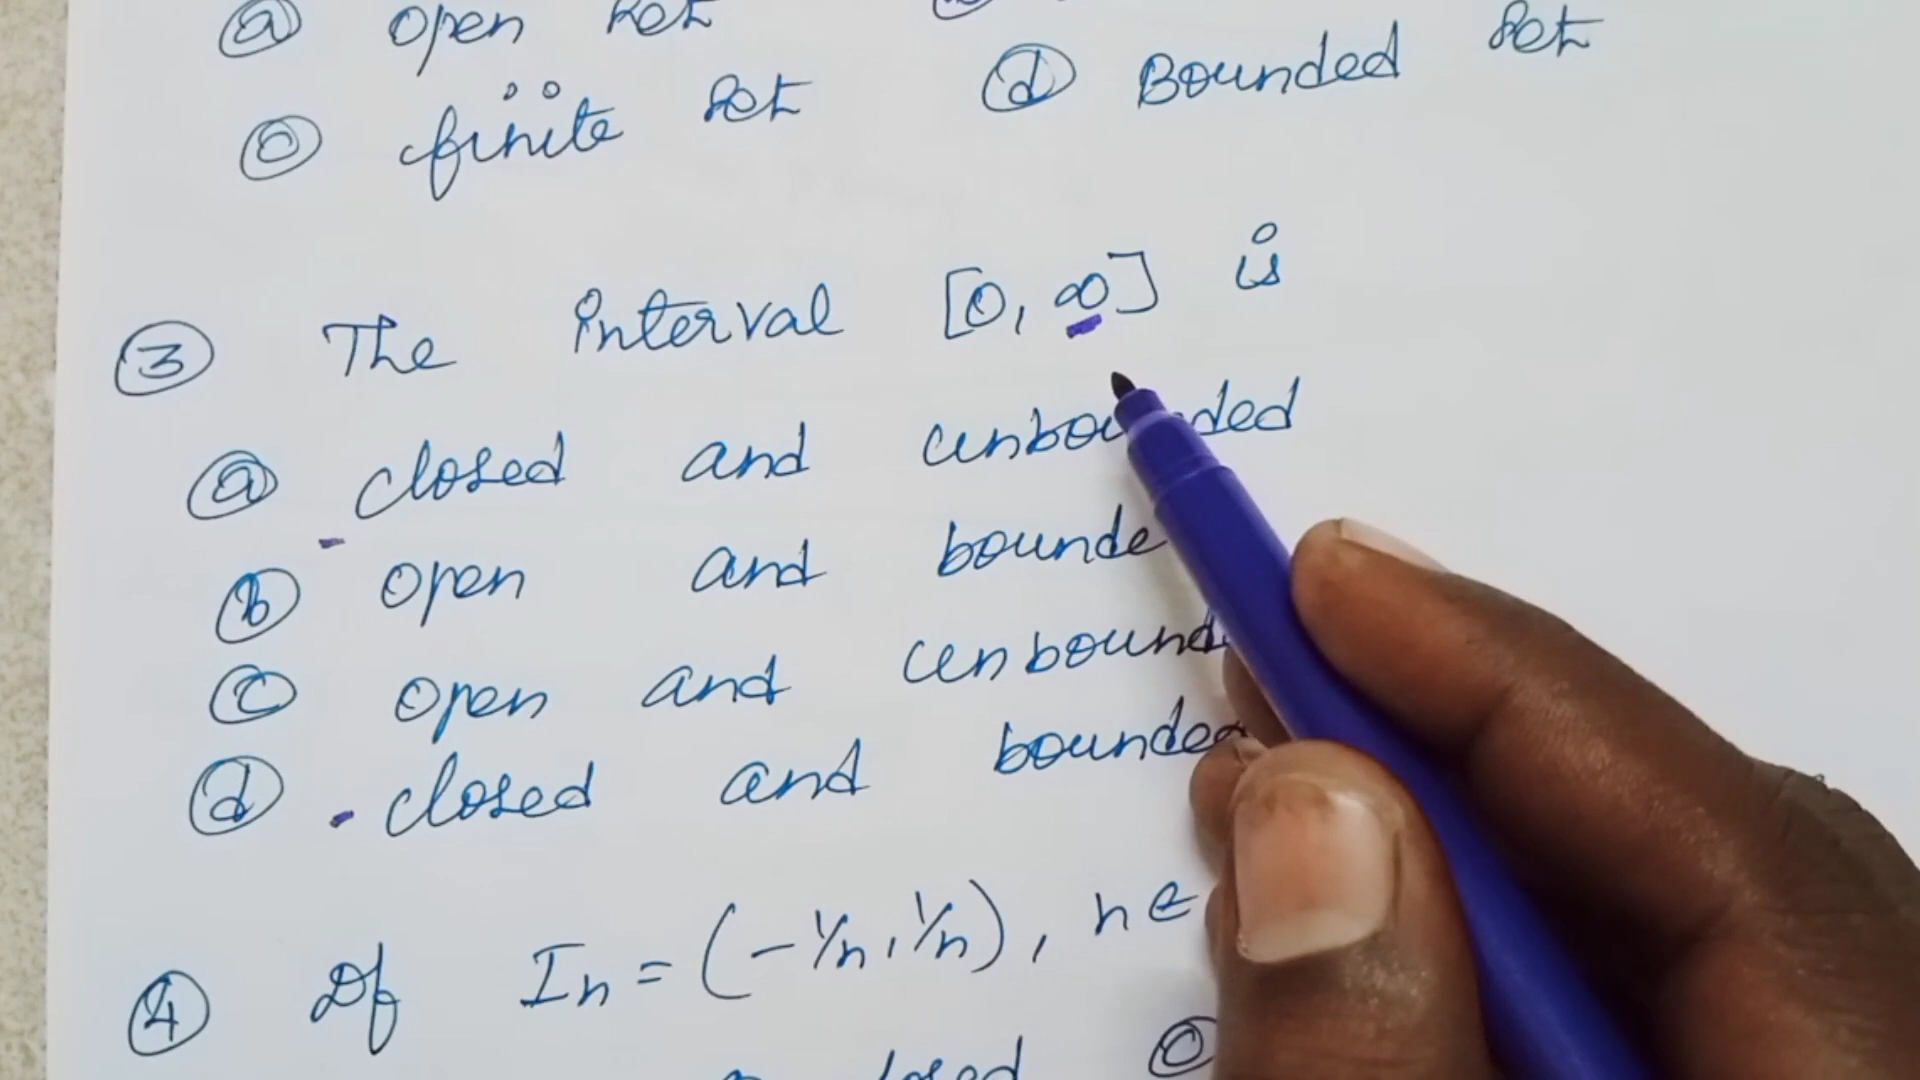 ⓐ open set
ⓒ finite set ⓓ Bounded set
③ The interval [0, ∞] is
ⓐ closed and unbounded
ⓑ open and bounde
ⓒ open and unbound
ⓓ closed and bounded
④ If Iₙ = (-1/n, 1/n), n ∈
ⓒ